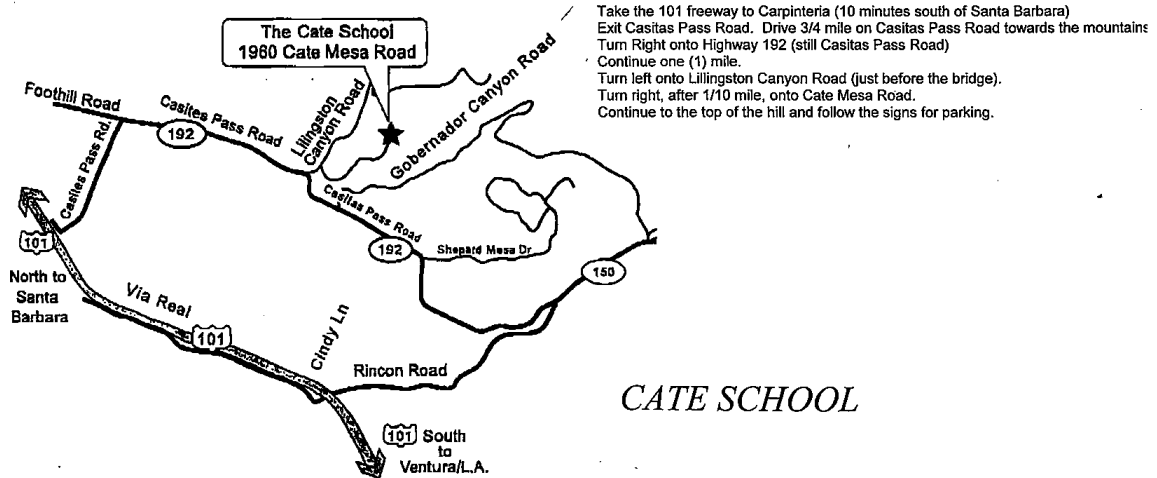 Take the 101 freeway to Carpinteria (10 minutes south of Santa Barbara)
Exit Casitas Pass Road. Drive 3/4 mile on Casitas Pass Road towards the mountains
Turn Right onto Highway 192 (still Casitas Pass Road)
Continue one (1) mile.
Turn left onto Lillingston Canyon Road (just before the bridge).
Turn right, after 1/10 mile, onto Cate Mesa Road.
Continue to the top of the hill and follow the signs for parking.
The Cate School
1960 Cate Mesa Road
Foothill Road
Casites Pass Road
192
Lillingston
Canyon Road
Gobernador Canyon Road
Casites Pass Rd.
Casitas Pass Road
192
Shepard Mesa Dr
150
101
North to
Santa
Barbara
Via Real
101
Cindy Ln
Rincon Road
CATE SCHOOL
101 South
to
Ventura/L.A.